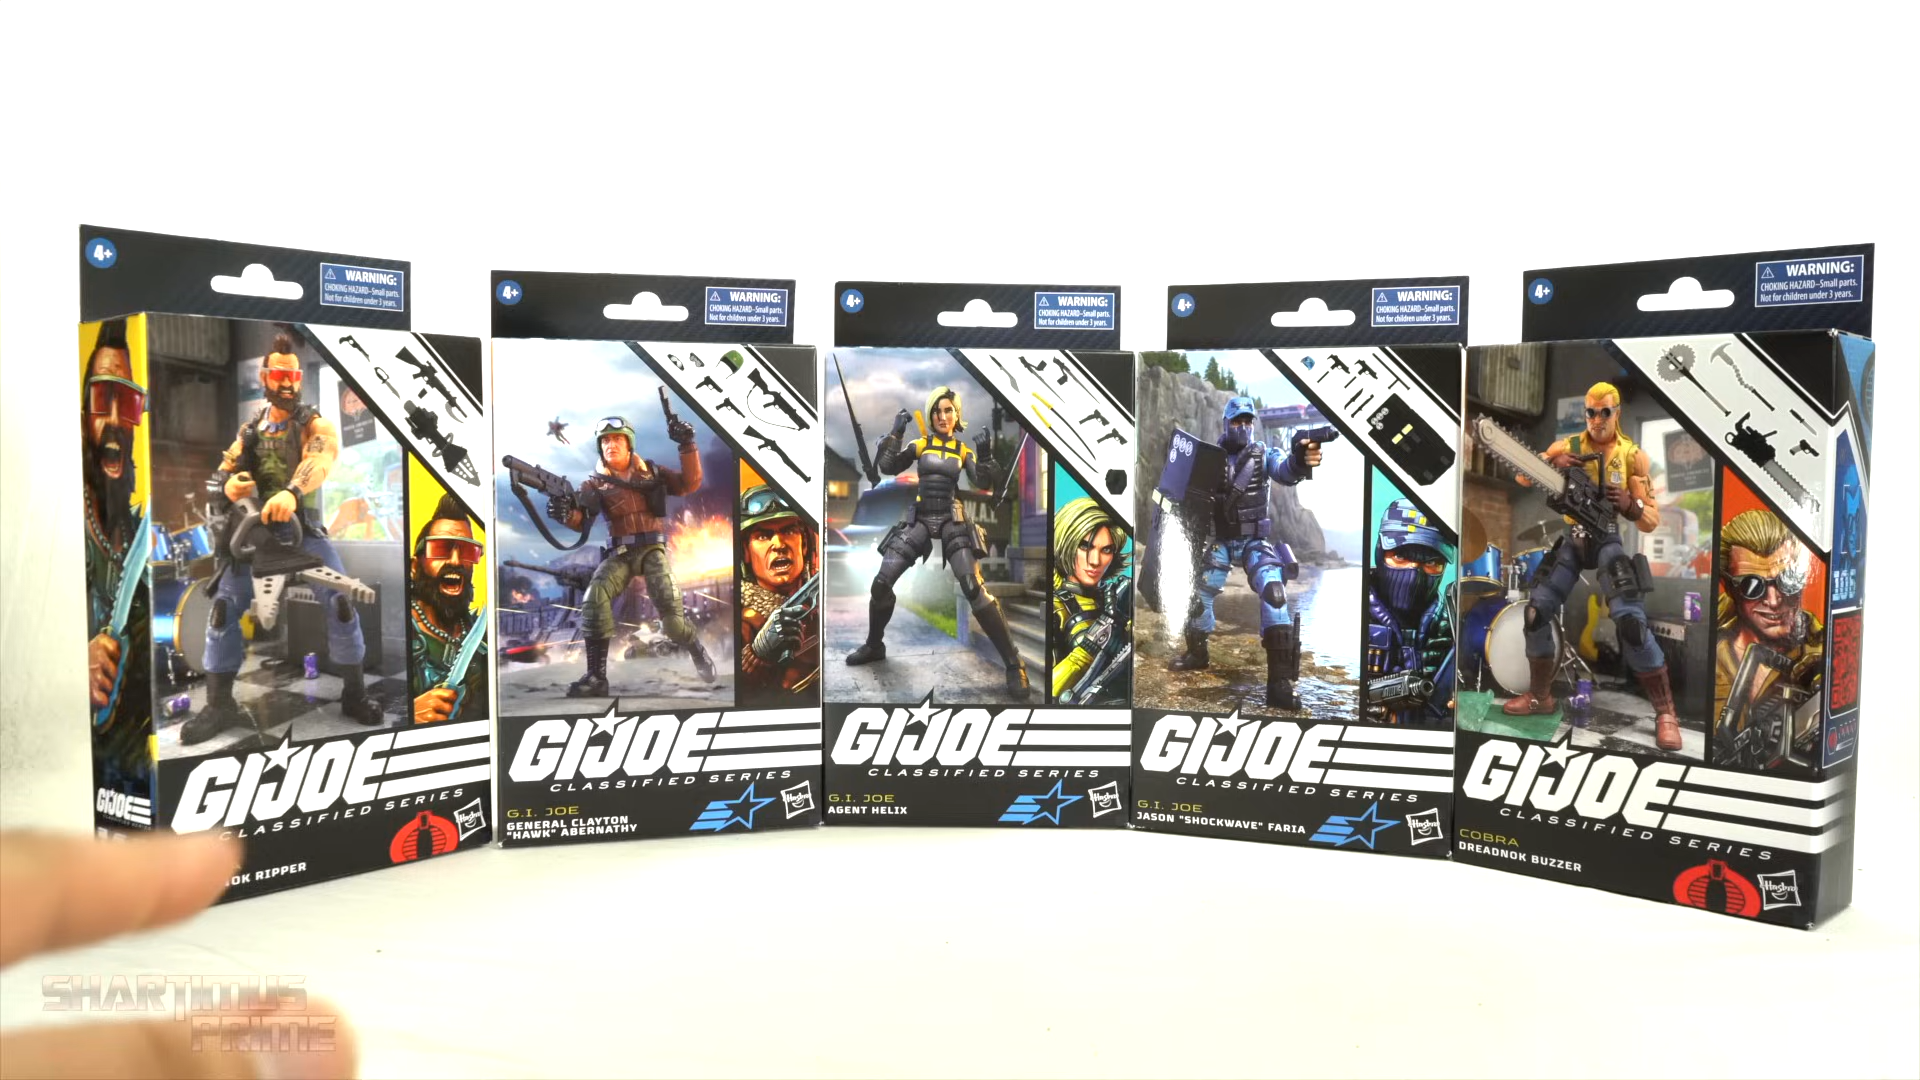 4+
WARNING:
CHOKING HAZARD–Small parts.
Not for children under 3 years.
GIJOE
CLASSIFIED SERIES
Hasbro
OK RIPPER
GIJOE
4+
WARNING:
CHOKING HAZARD–Small parts.
Not for children under 3 years.
GIJOE
CLASSIFIED SERIES
G.I. JOE
GENERAL CLAYTON
"HAWK" ABERNATHY
Hasbro
4+
WARNING:
CHOKING HAZARD–Small parts.
Not for children under 3 years.
GIJOE
CLASSIFIED SERIES
G.I. JOE
AGENT HELIX
Hasbro
4+
WARNING:
CHOKING HAZARD–Small parts.
Not for children under 3 years.
GIJOE
CLASSIFIED SERIES
G.I. JOE
JASON "SHOCKWAVE" FARIA
Hasbro
4+
WARNING:
CHOKING HAZARD–Small parts.
Not for children under 3 years.
GIJOE
CLASSIFIED SERIES
COBRA
DREADNOK BUZZER
Hasbro
SHARTIMUS
PRIME